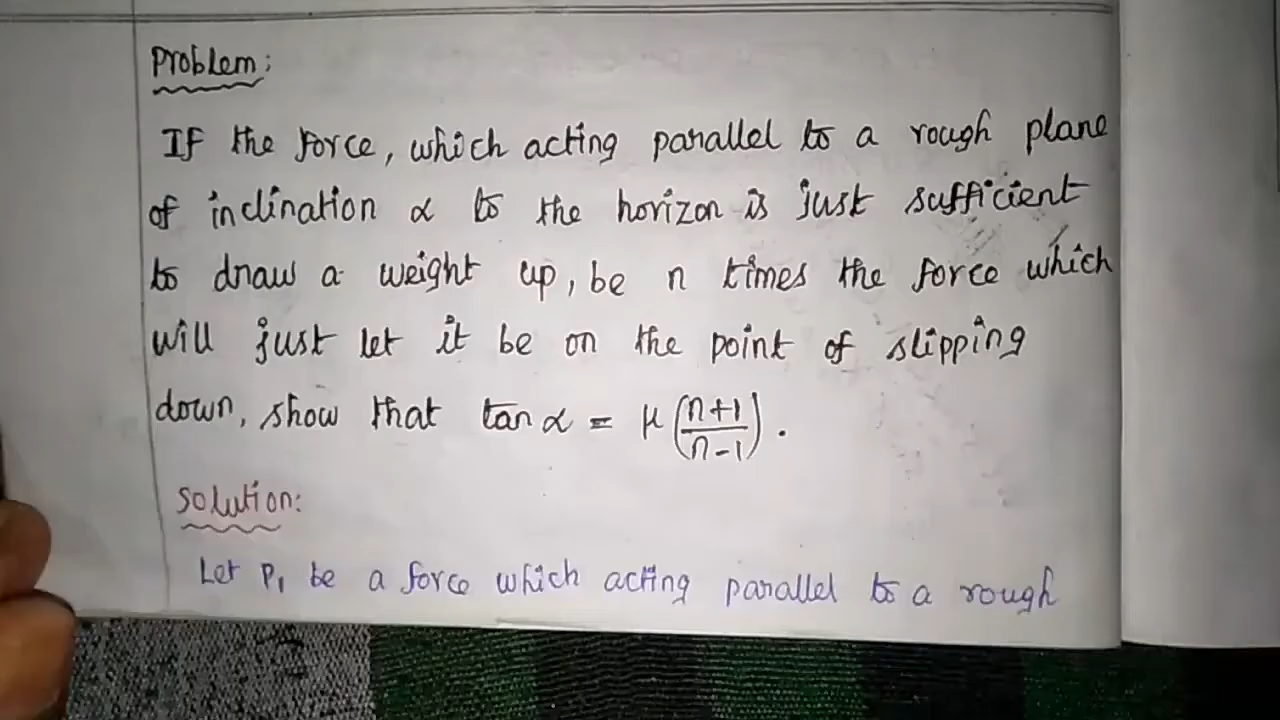 Problem:
If the force, which acting parallel to a rough plane
of inclination α to the horizon is just sufficient
to draw a weight up, be n times the force which
will just let it be on the point of slipping
down, show that tan α = μ(n+1/n-1).
Solution:
Let P₁ be a force which acting parallel to a rough